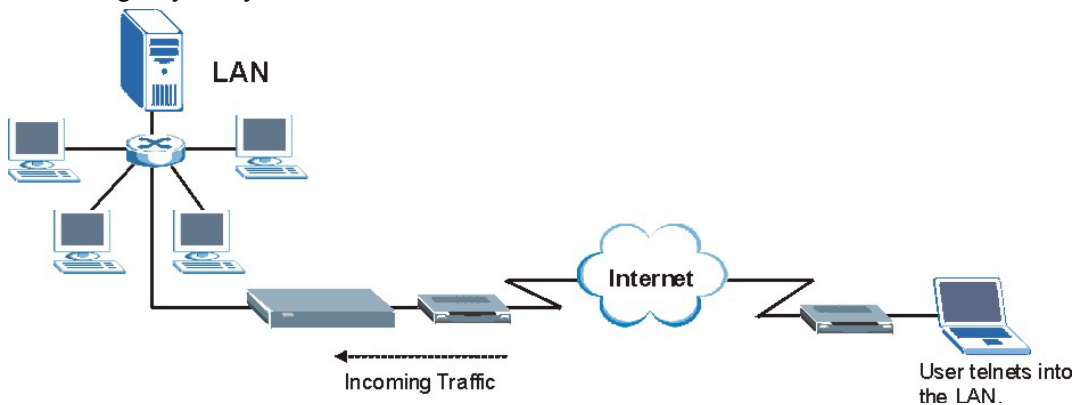 LAN
Internet
Incoming Traffic
User telnets into
the LAN.